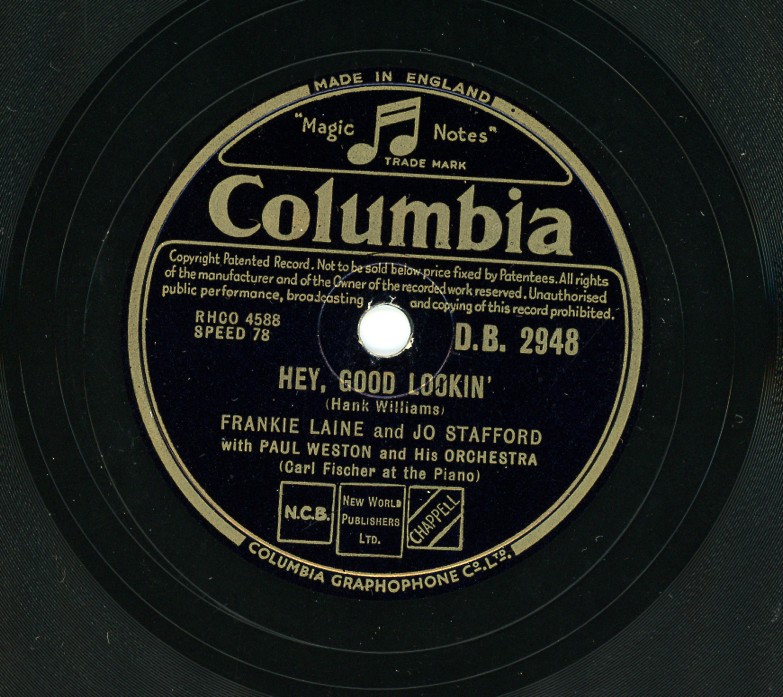 MADE IN ENGLAND
"Magic Notes"
TRADE MARK
Columbia
Copyright Patented Record. Not to be sold below price fixed by Patentees. All rights
of the manufacturer and of the Owner of the recorded work reserved. Unauthorised
public performance, broadcasting and copying of this record prohibited.
RHCO 4588
SPEED 78
D.B. 2948
HEY, GOOD LOOKIN'
(Hank Williams)
FRANKIE LAINE and JO STAFFORD
with PAUL WESTON and His ORCHESTRA
(Carl Fischer at the Piano)
N.C.B.
NEW WORLD
PUBLISHERS
LTD.
CHAPPELL
COLUMBIA GRAPHOPHONE Co. LTD.